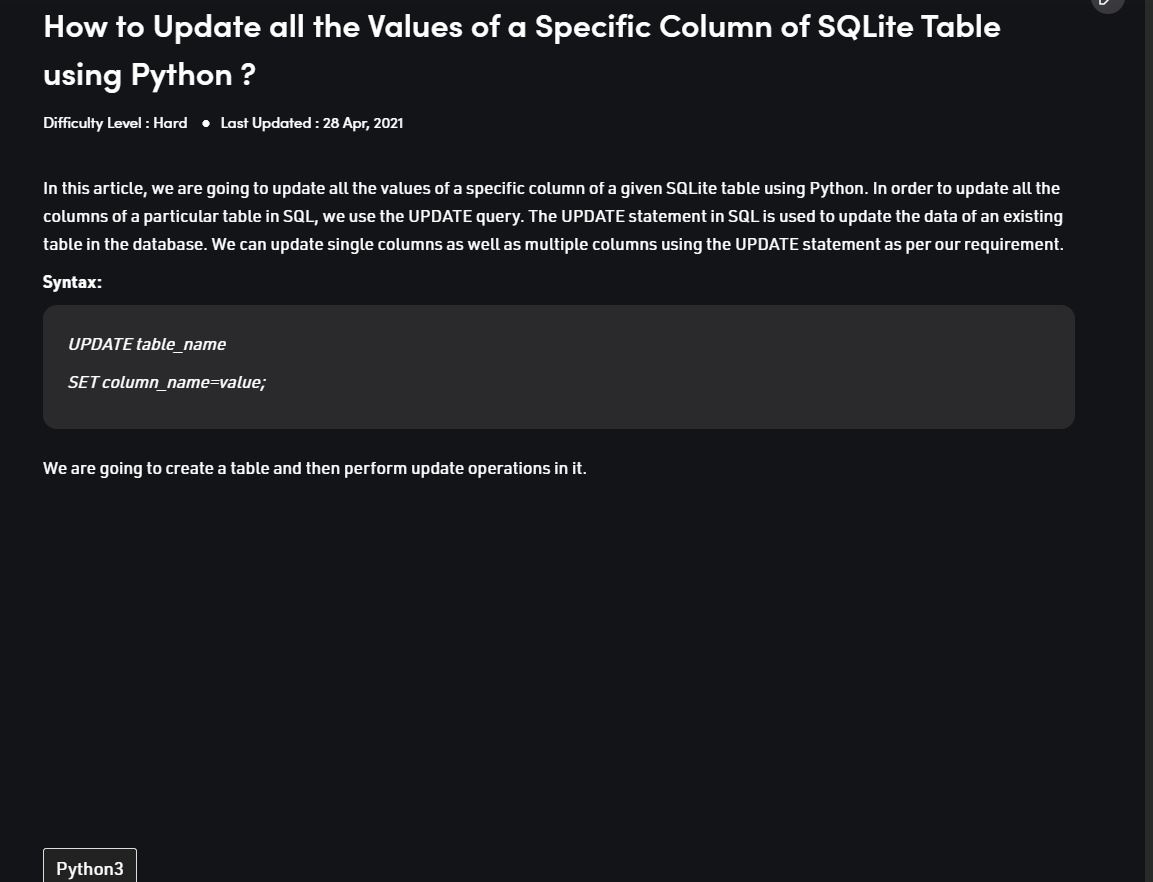 How to Update all the Values of a Specific Column of SQLite Table
using Python ?
Difficulty Level : Hard ● Last Updated : 28 Apr, 2021
In this article, we are going to update all the values of a specific column of a given SQLite table using Python. In order to update all the
columns of a particular table in SQL, we use the UPDATE query. The UPDATE statement in SQL is used to update the data of an existing
table in the database. We can update single columns as well as multiple columns using the UPDATE statement as per our requirement.
Syntax:
UPDATE table_name
SET column_name=value;
We are going to create a table and then perform update operations in it.
Python3